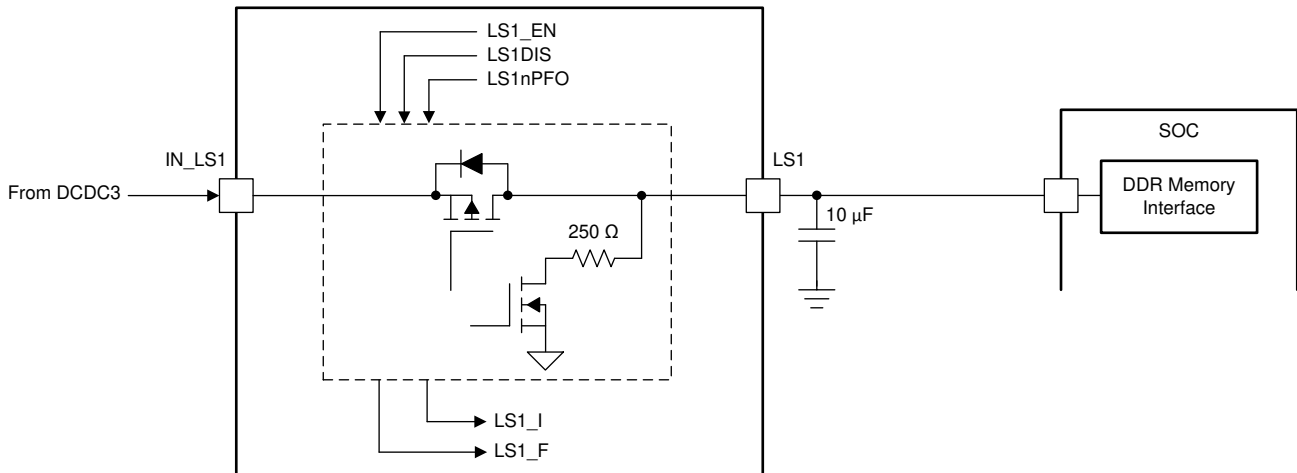 LS1_EN
LS1DIS
LS1nPFO
SOC
IN_LS1
LS1
From DCDC3
DDR Memory
Interface
10 µF
250 Ω
LS1_I
LS1_F